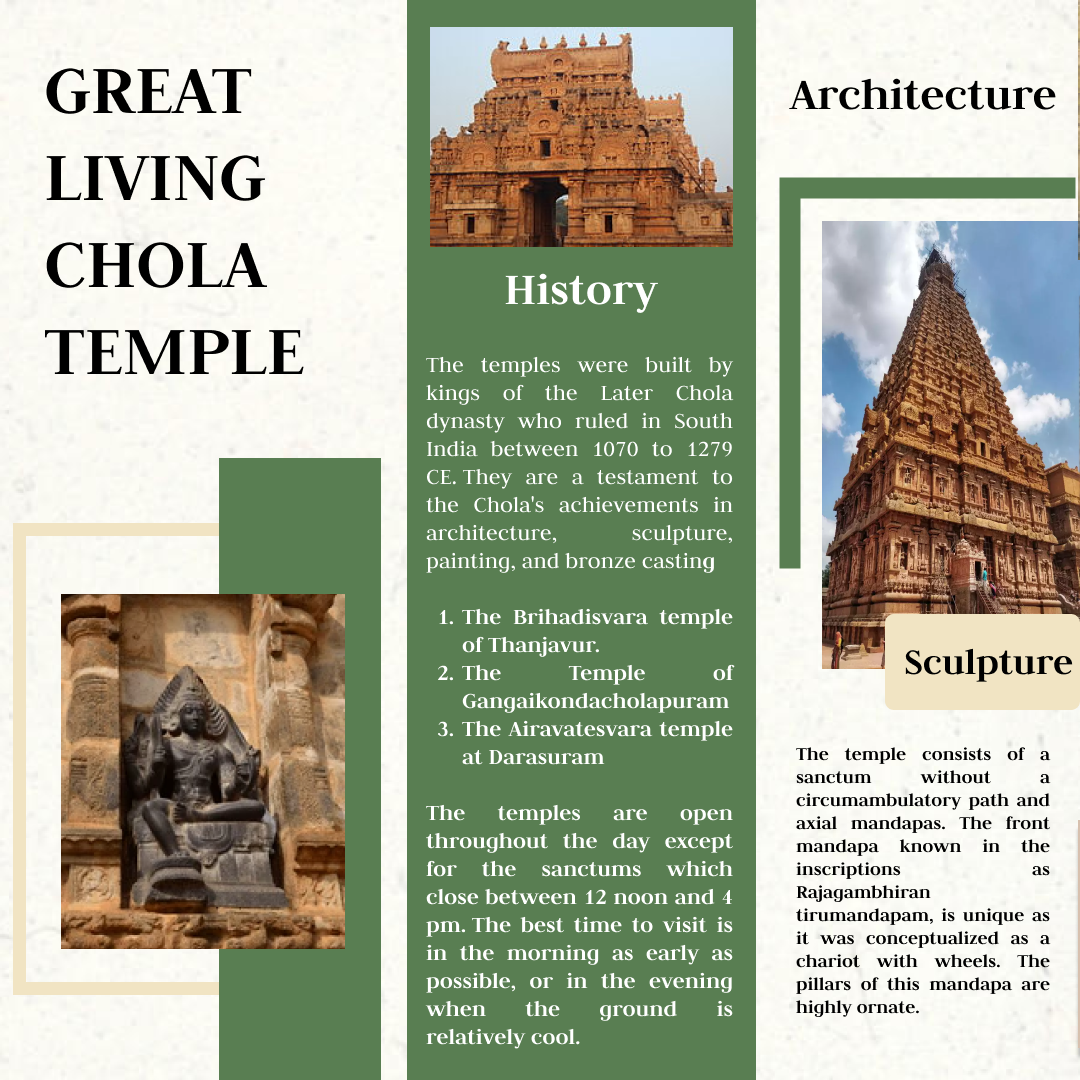 GREAT
LIVING
CHOLA
TEMPLE
History
The temples were built by
kings of the Later Chola
dynasty who ruled in South
India between 1070 to 1279
CE. They are a testament to
the Chola's achievements in
architecture, sculpture,
painting, and bronze casting
1. The Brihadisvara temple
of Thanjavur.
2. The Temple of
Gangaikondacholapuram
3. The Airavatesvara temple
at Darasuram
The temples are open
throughout the day except
for the sanctums which
close between 12 noon and 4
pm. The best time to visit is
in the morning as early as
possible, or in the evening
when the ground is
relatively cool.
Architecture
Sculpture
The temple consists of a
sanctum without a
circumambulatory path and
axial mandapas. The front
mandapa known in the
inscriptions as
Rajagambhiran
tirumandapam, is unique as
it was conceptualized as a
chariot with wheels. The
pillars of this mandapa are
highly ornate.